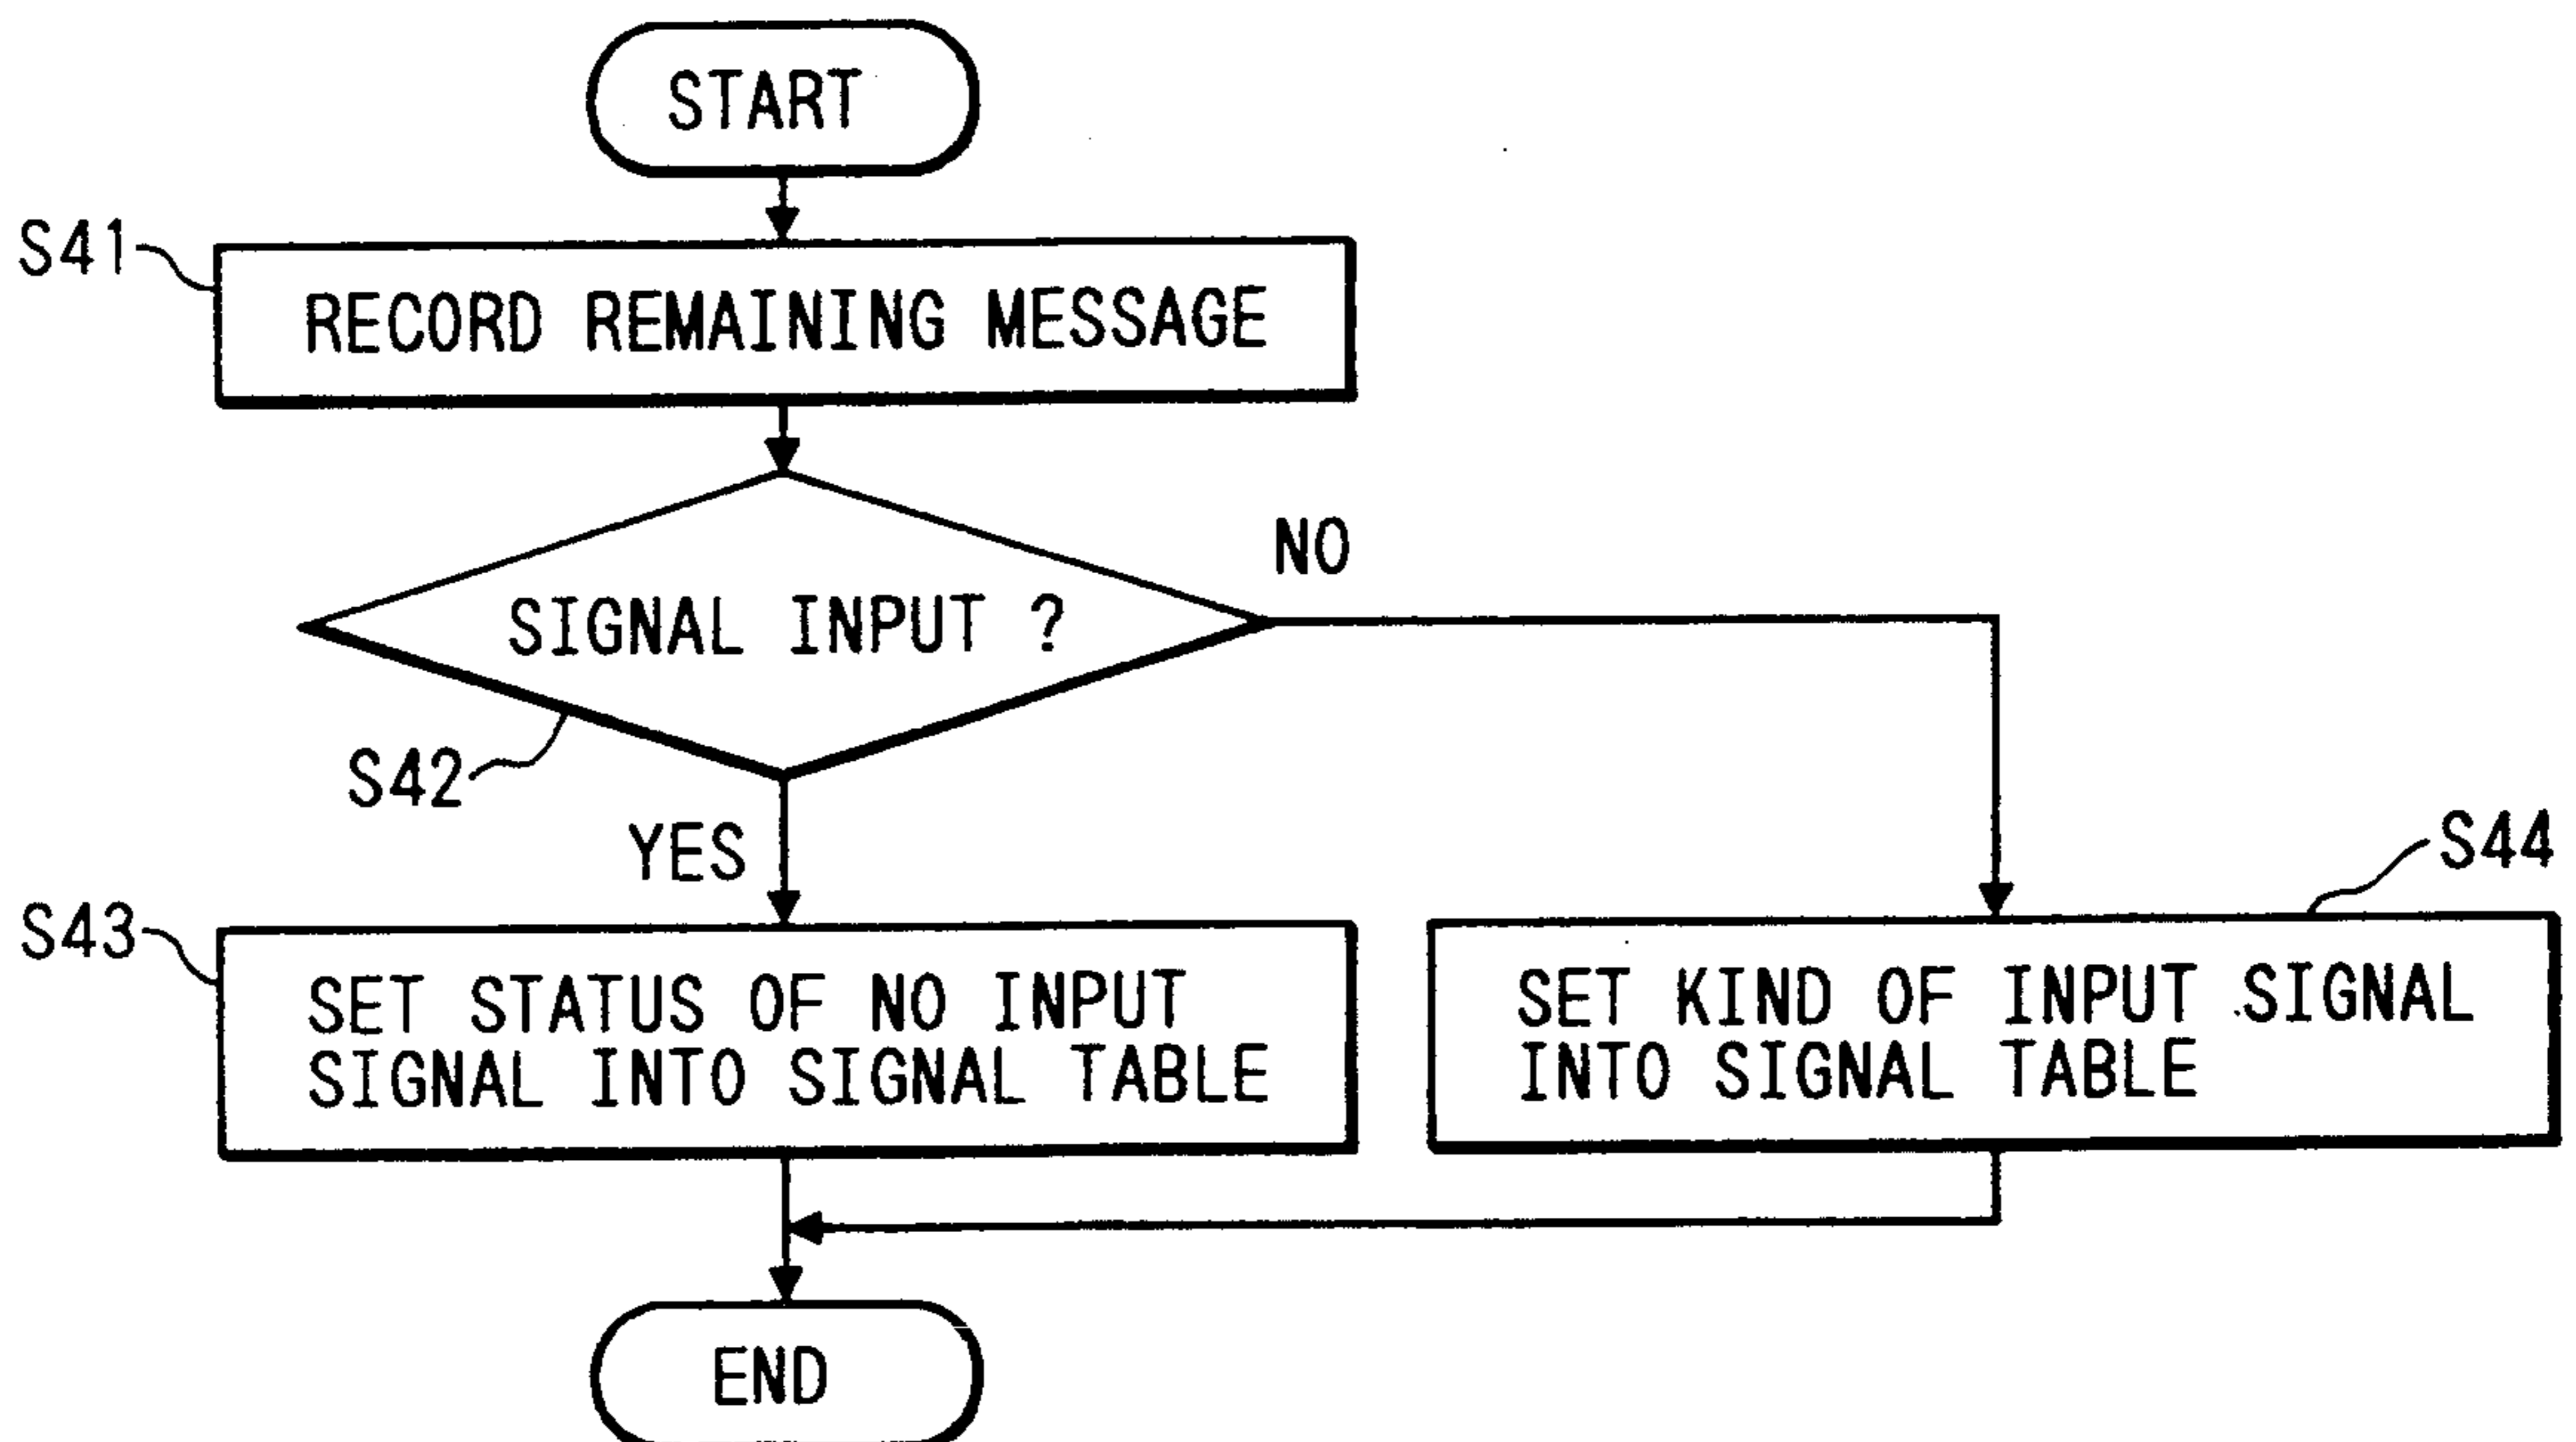 START
S41
RECORD REMAINING MESSAGE
NO
SIGNAL INPUT ?
S42
YES
S44
S43
SET STATUS OF NO INPUT
SIGNAL INTO SIGNAL TABLE
SET KIND OF INPUT SIGNAL
INTO SIGNAL TABLE
END